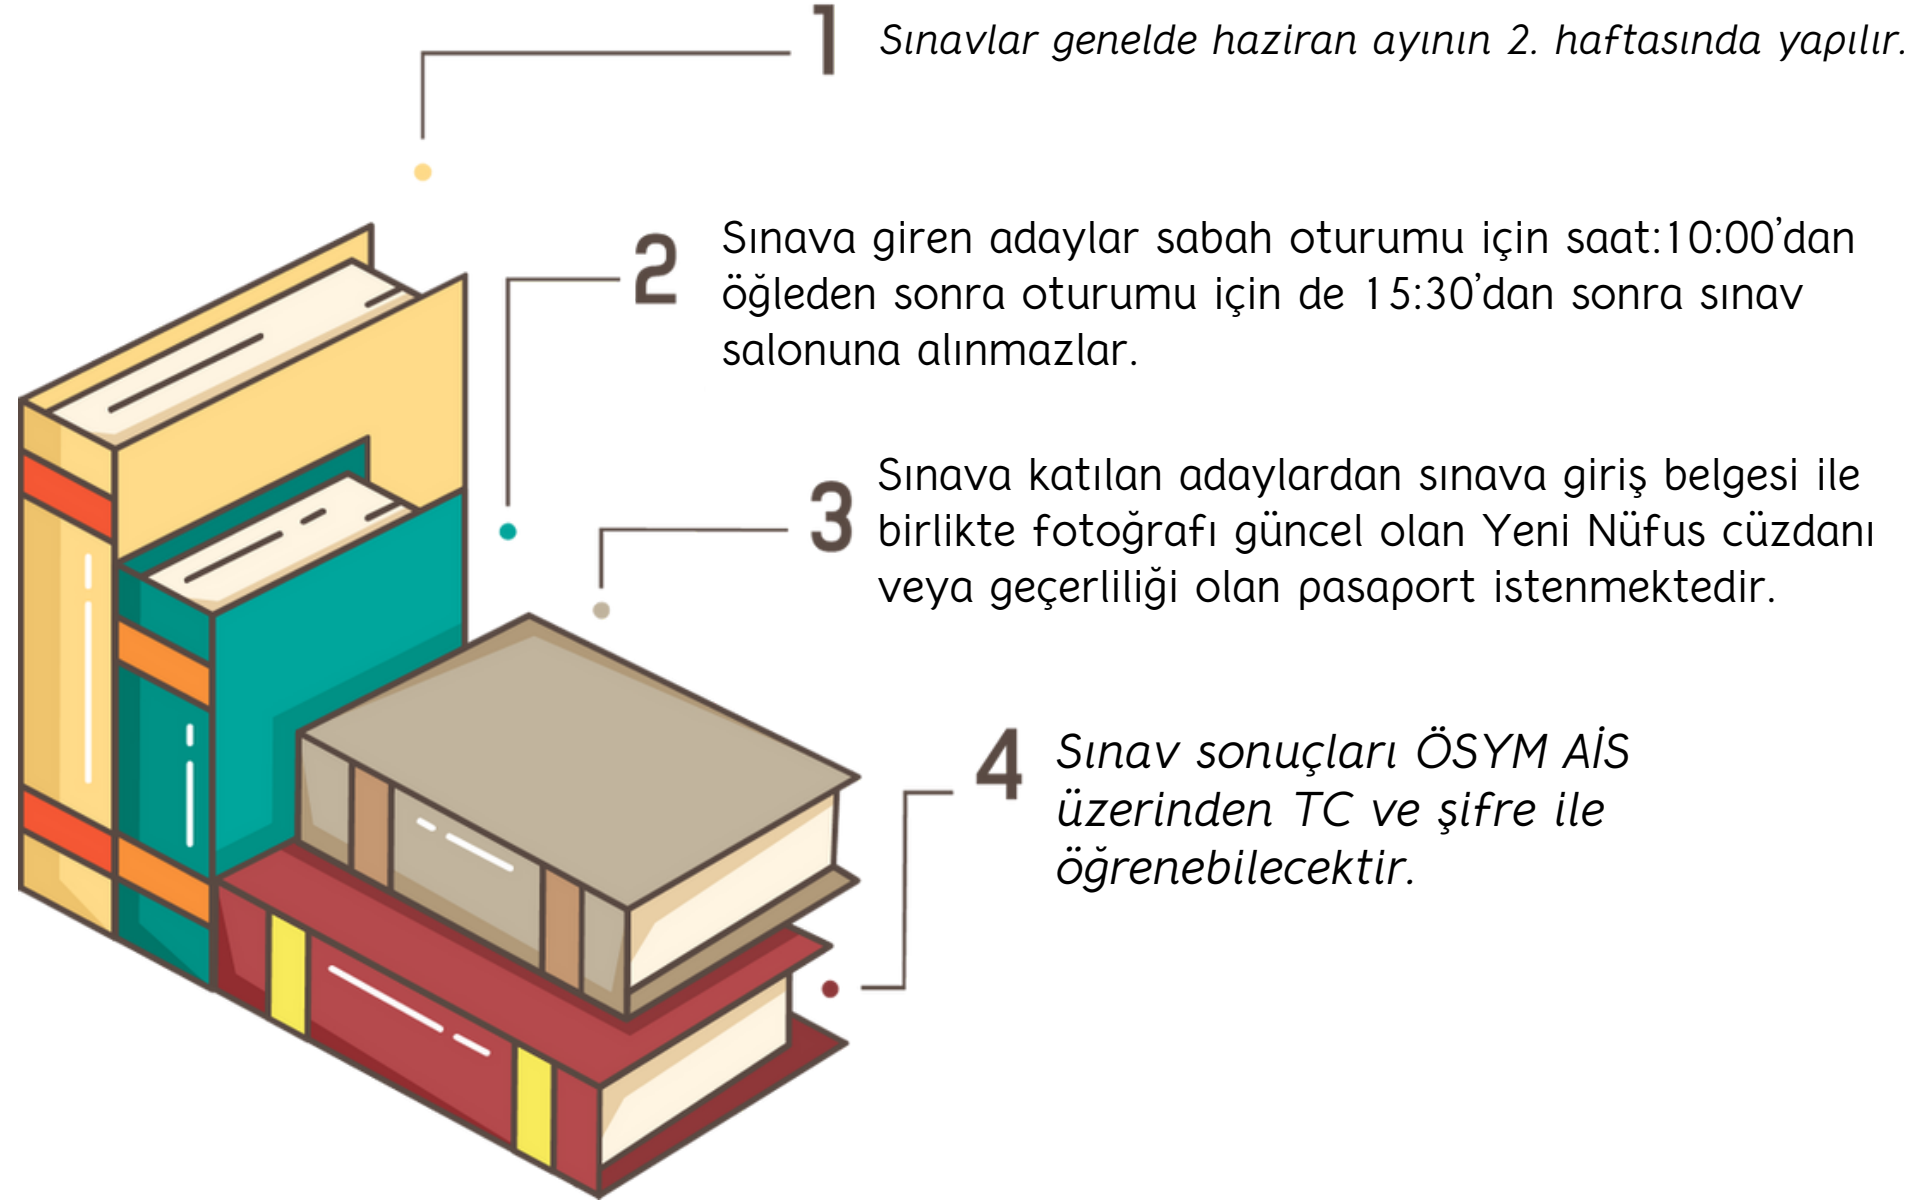 1 Sınavlar genelde haziran ayının 2. haftasında yapılır.
2 Sınava giren adaylar sabah oturumu için saat:10:00'dan
öğleden sonra oturumu için de 15:30'dan sonra sınav
salonuna alınmazlar.
3 Sınava katılan adaylardan sınava giriş belgesi ile
birlikte fotoğrafı güncel olan Yeni Nüfus cüzdanı
veya geçerliliği olan pasaport istenmektedir.
4 Sınav sonuçları ÖSYM AİS
üzerinden TC ve şifre ile
öğrenebilecektir.